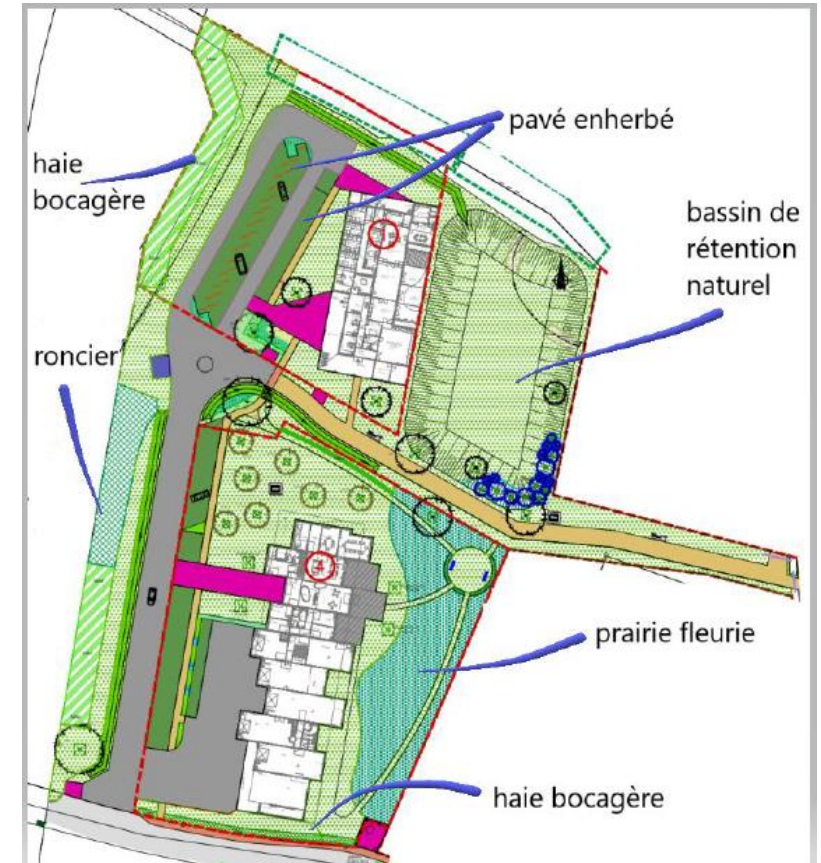 pavé enherbé
haie
bocagère
bassin de
rétention
naturel
roncier
prairie fleurie
haie bocagère